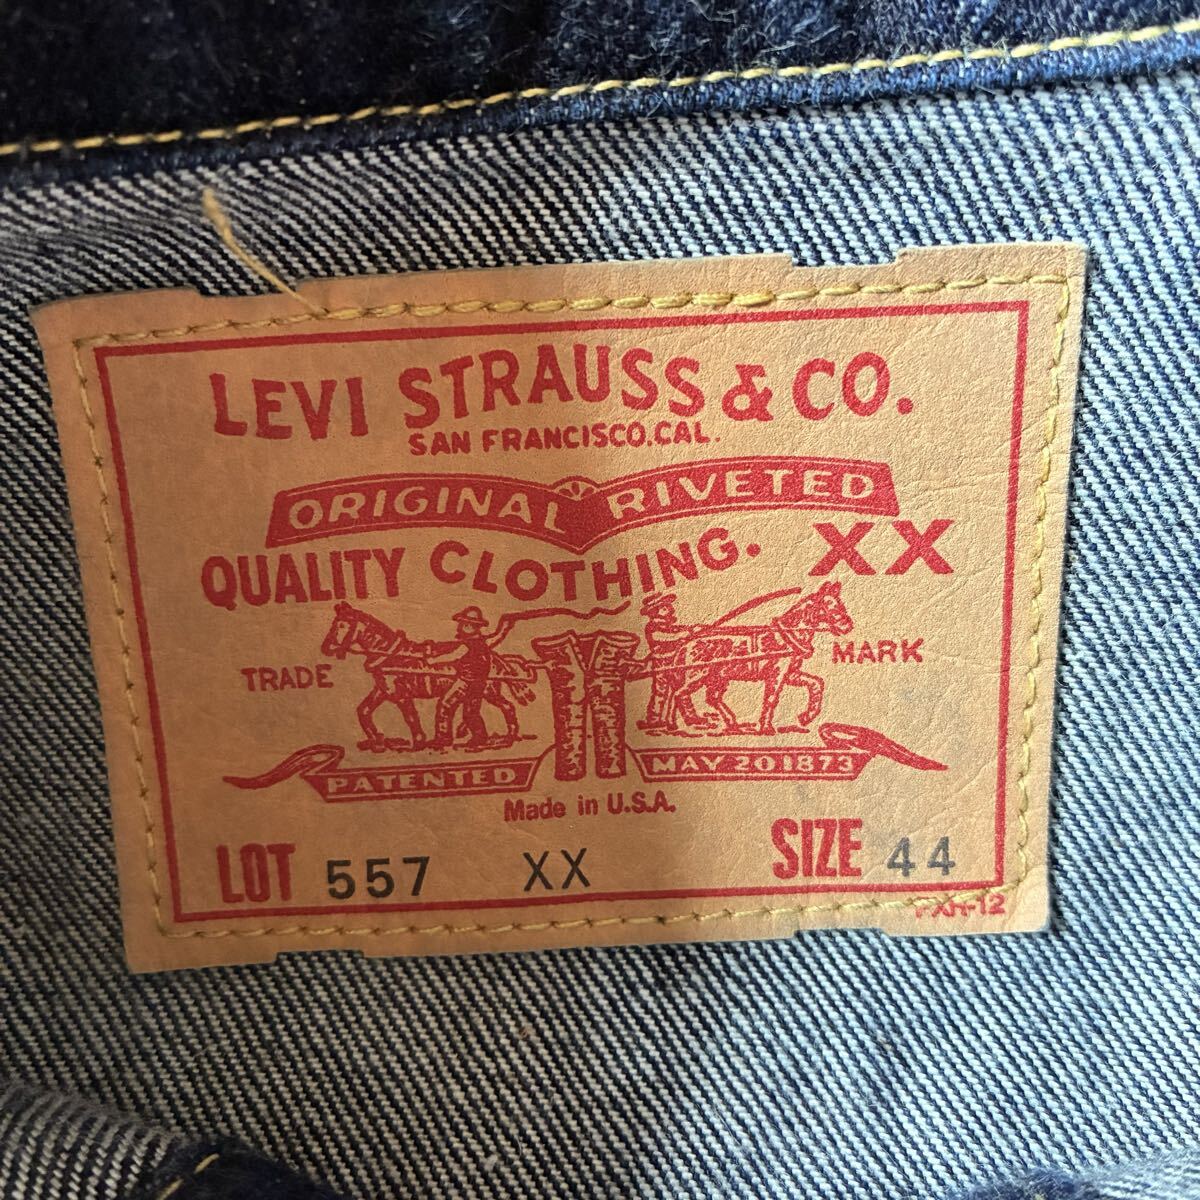 LEVI STRAUSS & CO.
SAN FRANCISCO.CAL.
ORIGINAL RIVETED
QUALITY CLOTHING. XX
TRADE MARK
PATENTED MAY 20 1873
Made in U.S.A.
LOT 557 XX SIZE 44